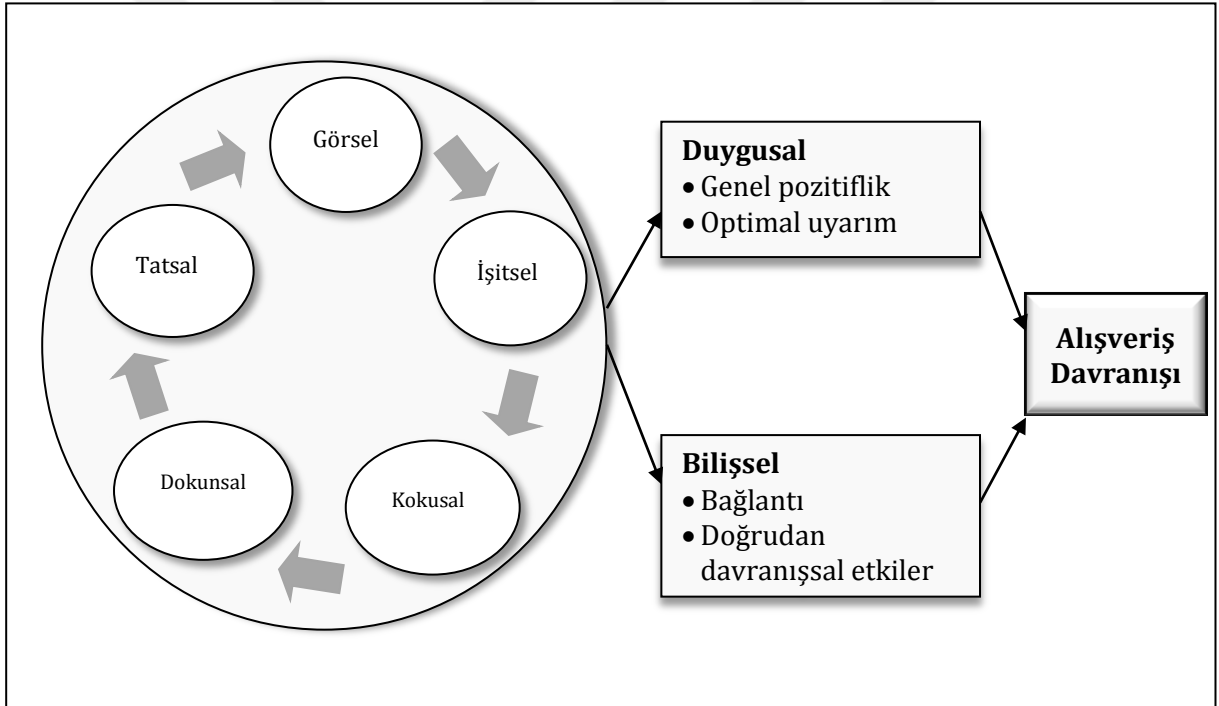 Görsel
İşitsel
Kokusal
Dokunsal
Tatsal
Duygusal
• Genel pozitiflik
• Optimal uyarım
Bilişsel
• Bağlantı
• Doğrudan
davranışsal etkiler
Alışveriş
Davranışı